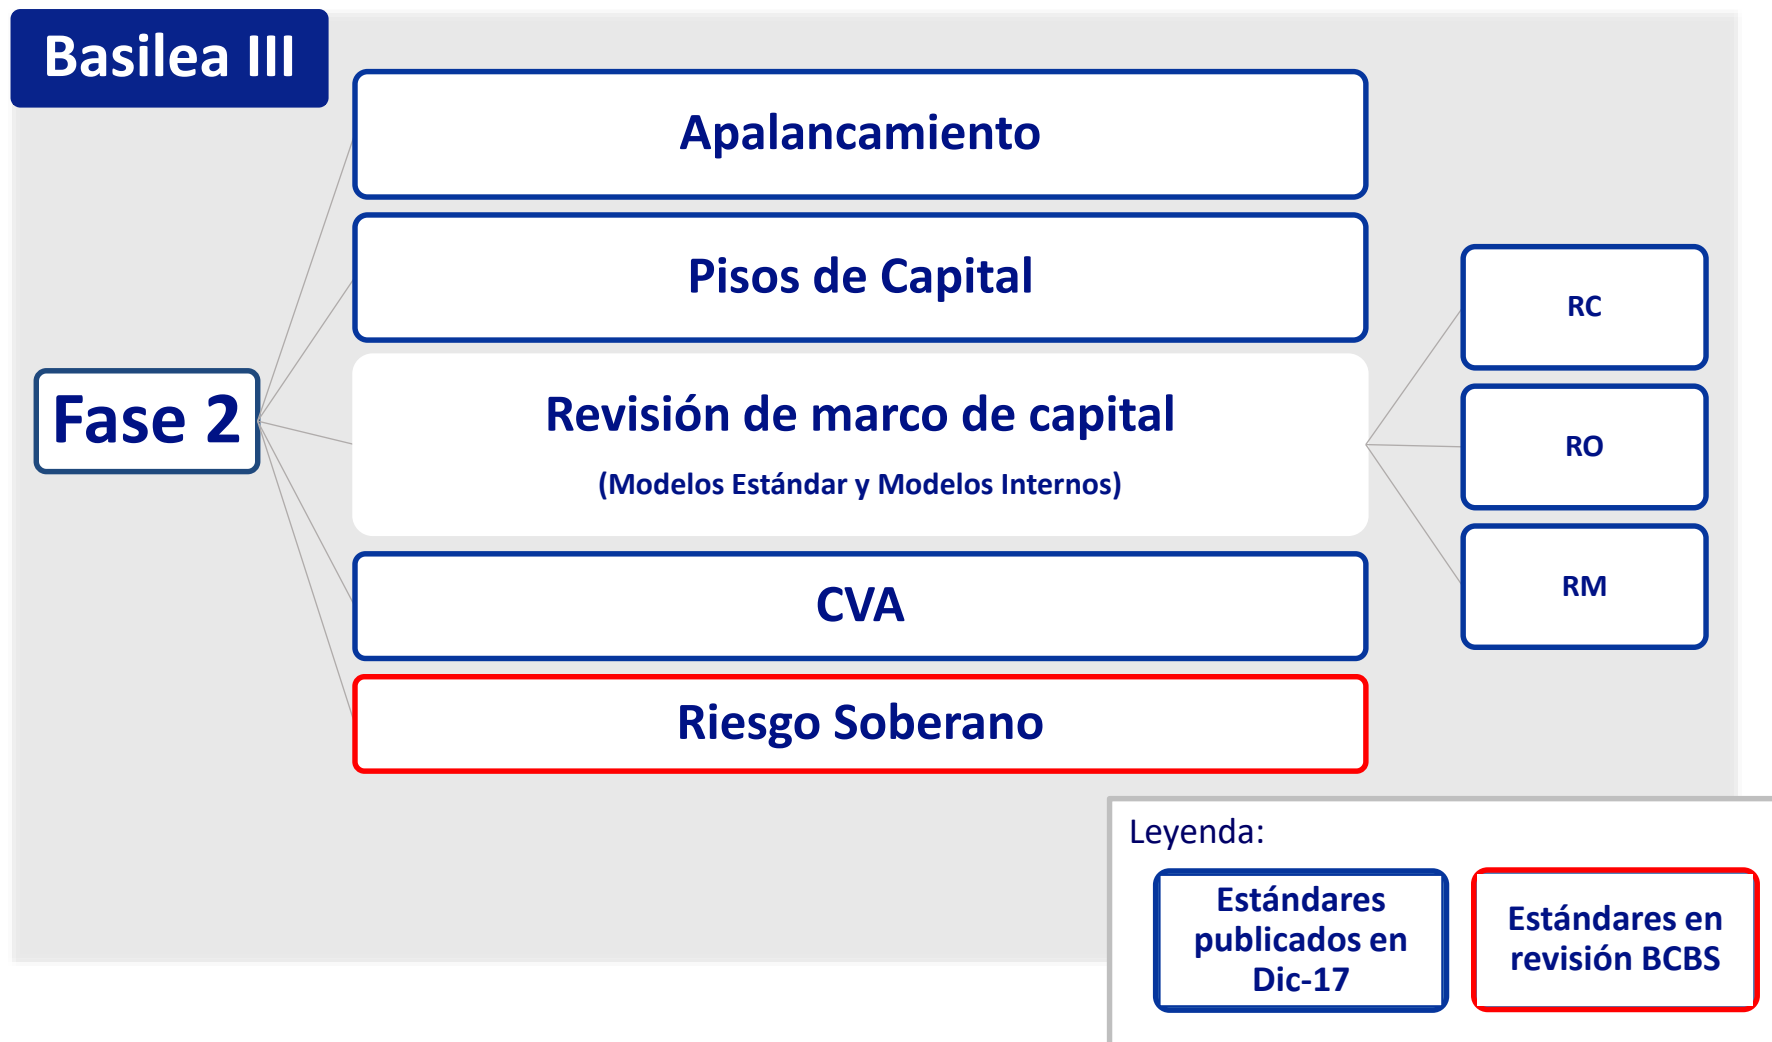 Basilea III
Fase 2
Apalancamiento
Pisos de Capital
Revisión de marco de capital
(Modelos Estándar y Modelos Internos)
CVA
Riesgo Soberano
RC
RO
RM
Leyenda:
Estándares
publicados en
Dic-17
Estándares en
revisión BCBS